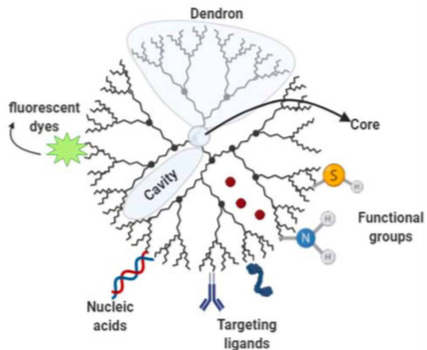 Dendron
fluorescent
dyes
Core
Cavity
S
H
Functional
groups
H
N
H
Nucleic
acids
Targeting
ligands